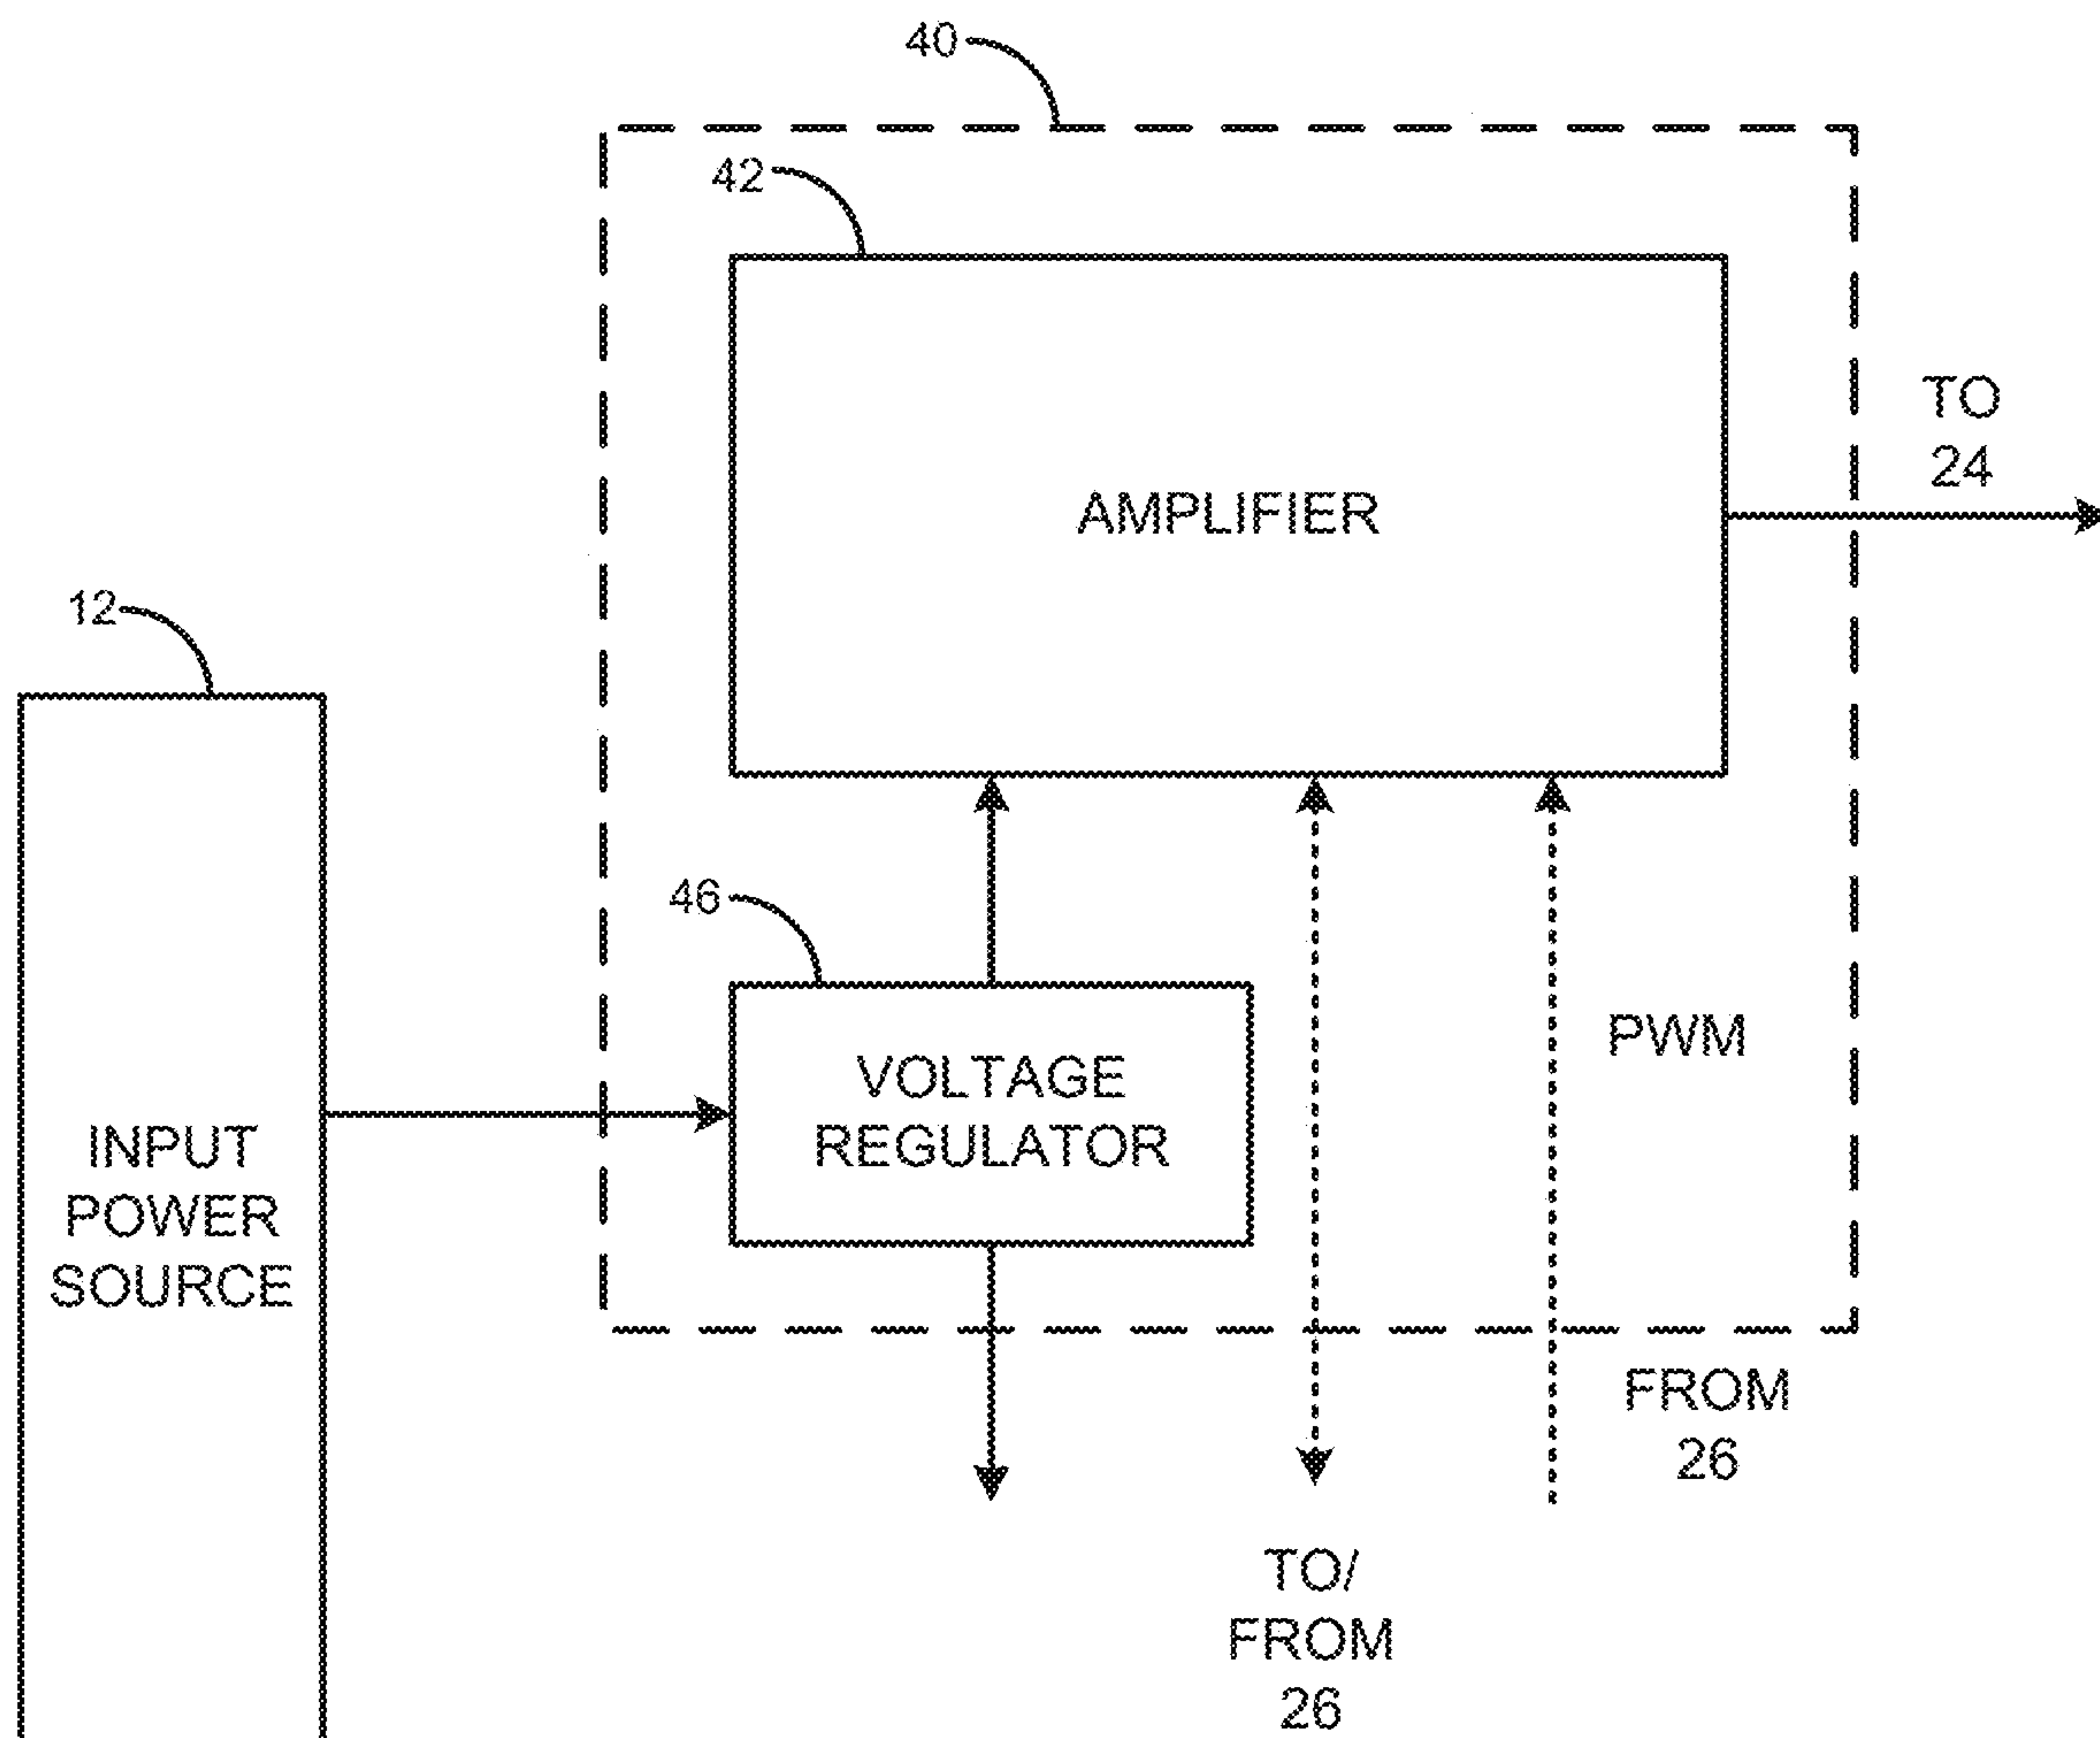 40
42
AMPLIFIER
TO
24
12
46
VOLTAGE
REGULATOR
PWM
INPUT
POWER
SOURCE
FROM
26
TO/
FROM
26